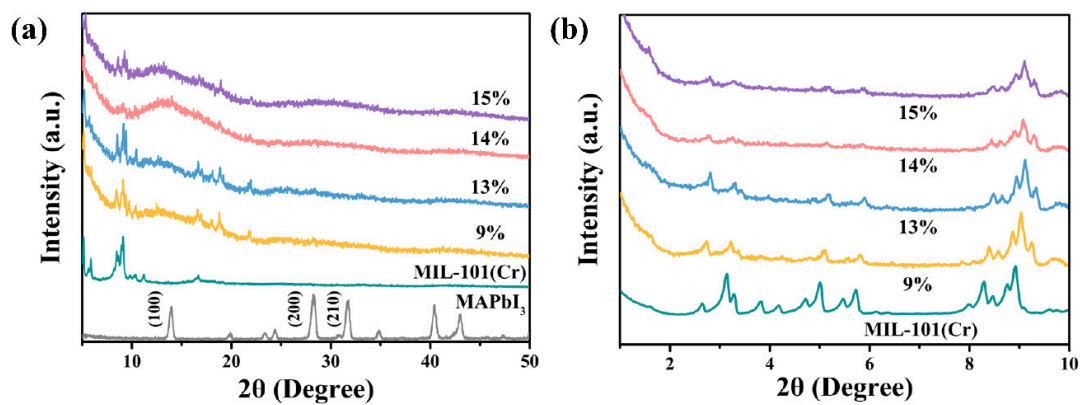 (a)
Intensity (a.u.)
15%
14%
13%
9%
MIL-101(Cr)
MAPbI3
(100)
(200)
(210)
10 20 30 40 50
2θ (Degree)
(b)
Intensity (a.u.)
15%
14%
13%
9%
MIL-101(Cr)
2 4 6 8 10
2θ (Degree)